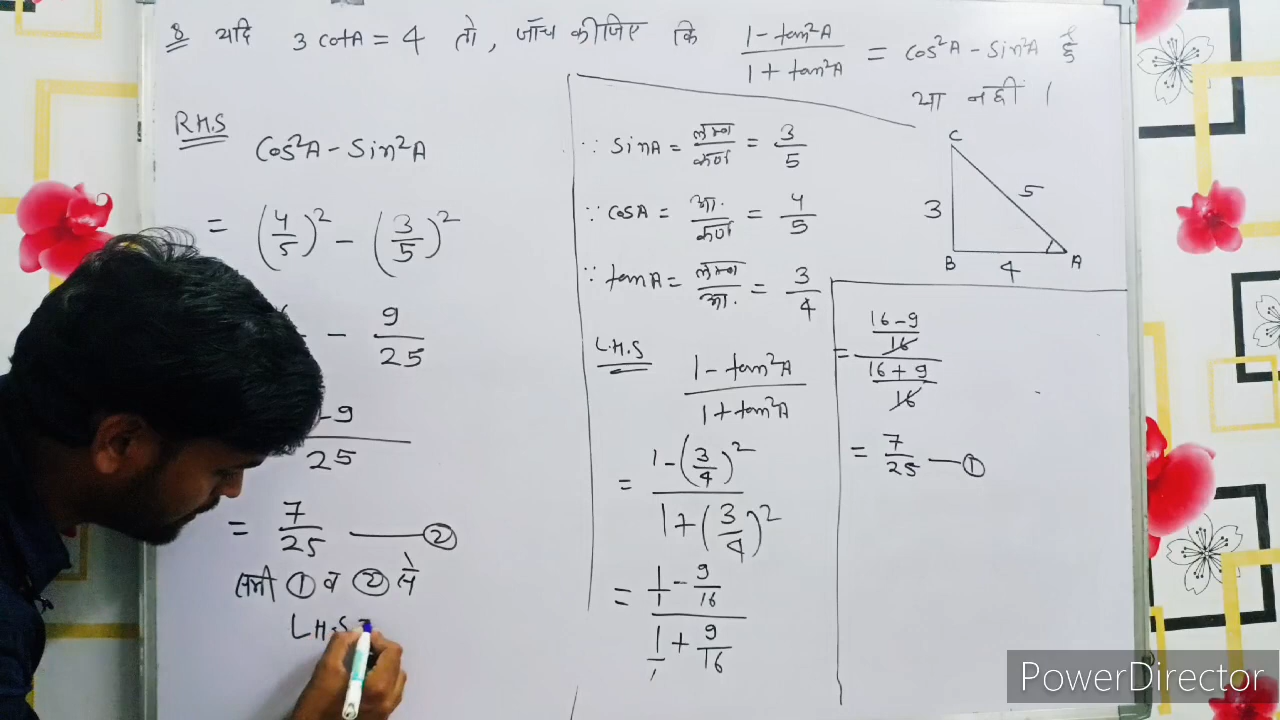 8 यदि 3 cotA = 4 तो, जाँच कीजिए कि (1 - tan²A)/(1 + tan²A) = cos²A - sin²A है
या नहीं ।
R.H.S
Cos²A - Sin²A
= (4/5)² - (3/5)²
- 9/25
-9/25
= 7/25 —— ②
समी ① व ② से
L.H.S =
∵ sinA = लम्ब/कर्ण = 3/5
∵ cosA = आ./कर्ण = 4/5
∵ tanA = लम्ब/आ. = 3/4
L.H.S
(1 - tan²A)/(1 + tan²A)
= (1 - (3/4)²)/(1 + (3/4)²)
= (1/1 - 9/16)/(1/1 + 9/16)
C
3 5
B 4 A
= ((16 - 9)/16)/((16 + 9)/16)
= 7/25 — ①
PowerDirector